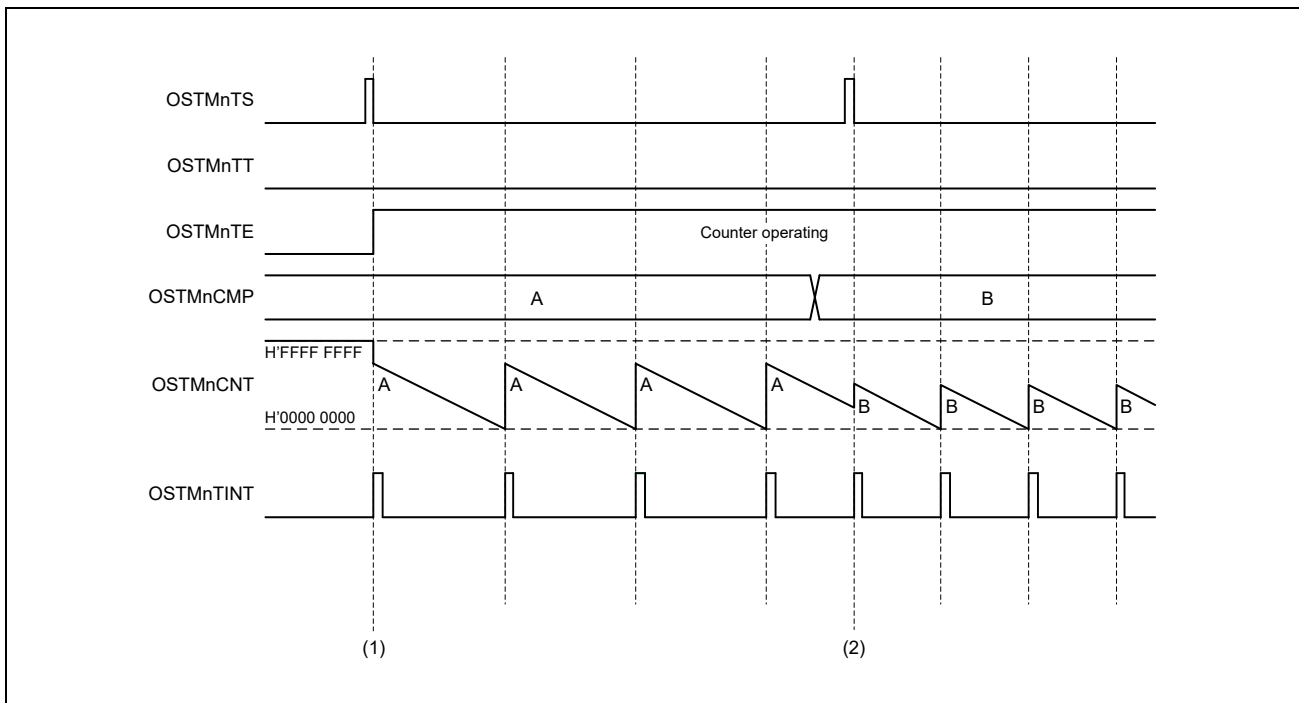 OSTMnTS
OSTMnTT
OSTMnTE
Counter operating
OSTMnCMP
A
B
H'FFFF FFFF
OSTMnCNT
A
A
A
A
B
B
B
B
H'0000 0000
OSTMnTINT
(1)
(2)